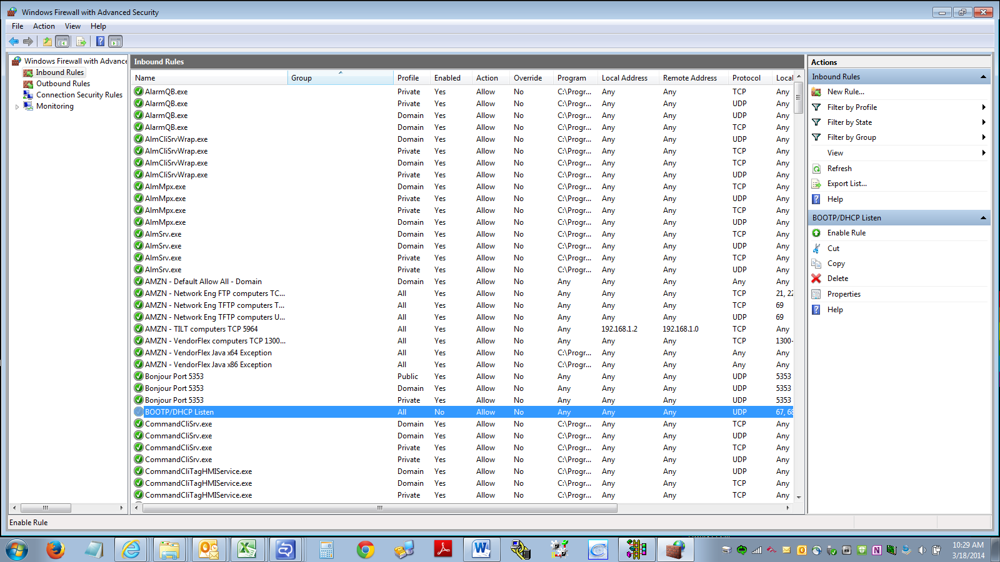 Windows Firewall with Advanced Security
File Action View Help
Windows Firewall with Advance
Inbound Rules
Outbound Rules
Connection Security Rules
Monitoring
Inbound Rules
Name Group Profile Enabled Action Override Program Local Address Remote Address Protocol Local
AlarmQB.exe Private Yes Allow No C:\Progr... Any Any TCP Any
AlarmQB.exe Private Yes Allow No C:\Progr... Any Any UDP Any
AlarmQB.exe Domain Yes Allow No C:\Progr... Any Any UDP Any
AlarmQB.exe Domain Yes Allow No C:\Progr... Any Any TCP Any
AlmCliSrvWrap.exe Domain Yes Allow No C:\Progr... Any Any UDP Any
AlmCliSrvWrap.exe Private Yes Allow No C:\Progr... Any Any TCP Any
AlmCliSrvWrap.exe Domain Yes Allow No C:\Progr... Any Any TCP Any
AlmCliSrvWrap.exe Private Yes Allow No C:\Progr... Any Any UDP Any
AlmMpx.exe Domain Yes Allow No C:\Progr... Any Any TCP Any
AlmMpx.exe Private Yes Allow No C:\Progr... Any Any UDP Any
AlmMpx.exe Private Yes Allow No C:\Progr... Any Any TCP Any
AlmMpx.exe Domain Yes Allow No C:\Progr... Any Any UDP Any
AlmSrv.exe Domain Yes Allow No C:\Progr... Any Any TCP Any
AlmSrv.exe Domain Yes Allow No C:\Progr... Any Any UDP Any
AlmSrv.exe Private Yes Allow No C:\Progr... Any Any TCP Any
AlmSrv.exe Private Yes Allow No C:\Progr... Any Any UDP Any
AMZN - Default Allow All - Domain Domain Yes Allow No Any Any Any Any Any
AMZN - Network Eng FTP computers TC... All Yes Allow No Any Any Any TCP 21, 22
AMZN - Network Eng TFTP computers T... All Yes Allow No Any Any Any TCP 69
AMZN - Network Eng TFTP computers U... All Yes Allow No Any Any Any UDP 69
AMZN - TILT computers TCP 5964 All Yes Allow No Any 192.168.1.2 192.168.1.0 TCP Any
AMZN - VendorFlex computers TCP 1300... All Yes Allow No Any Any Any TCP 1300-
AMZN - VendorFlex Java x64 Exception All Yes Allow No C:\Progr... Any Any Any Any
AMZN - VendorFlex Java x86 Exception All Yes Allow No C:\Progr... Any Any Any Any
Bonjour Port 5353 Public Yes Allow No Any Any Any UDP 5353
Bonjour Port 5353 Domain Yes Allow No Any Any Any UDP 5353
Bonjour Port 5353 Private Yes Allow No Any Any Any UDP 5353
BOOTP/DHCP Listen All No Allow No Any Any Any UDP 67, 68
CommandCliSrv.exe Domain Yes Allow No C:\Progr... Any Any TCP Any
CommandCliSrv.exe Domain Yes Allow No C:\Progr... Any Any UDP Any
CommandCliSrv.exe Private Yes Allow No C:\Progr... Any Any TCP Any
CommandCliSrv.exe Private Yes Allow No C:\Progr... Any Any UDP Any
CommandCliTagHMIService.exe Domain Yes Allow No C:\Progr... Any Any UDP Any
CommandCliTagHMIService.exe Domain Yes Allow No C:\Progr... Any Any TCP Any
CommandCliTagHMIService.exe Private Yes Allow No C:\Progr... Any Any TCP Any
Actions
Inbound Rules
New Rule...
Filter by Profile
Filter by State
Filter by Group
View
Refresh
Export List...
Help
BOOTP/DHCP Listen
Enable Rule
Cut
Copy
Delete
Properties
Help
Enable Rule
10:29 AM
3/18/2014